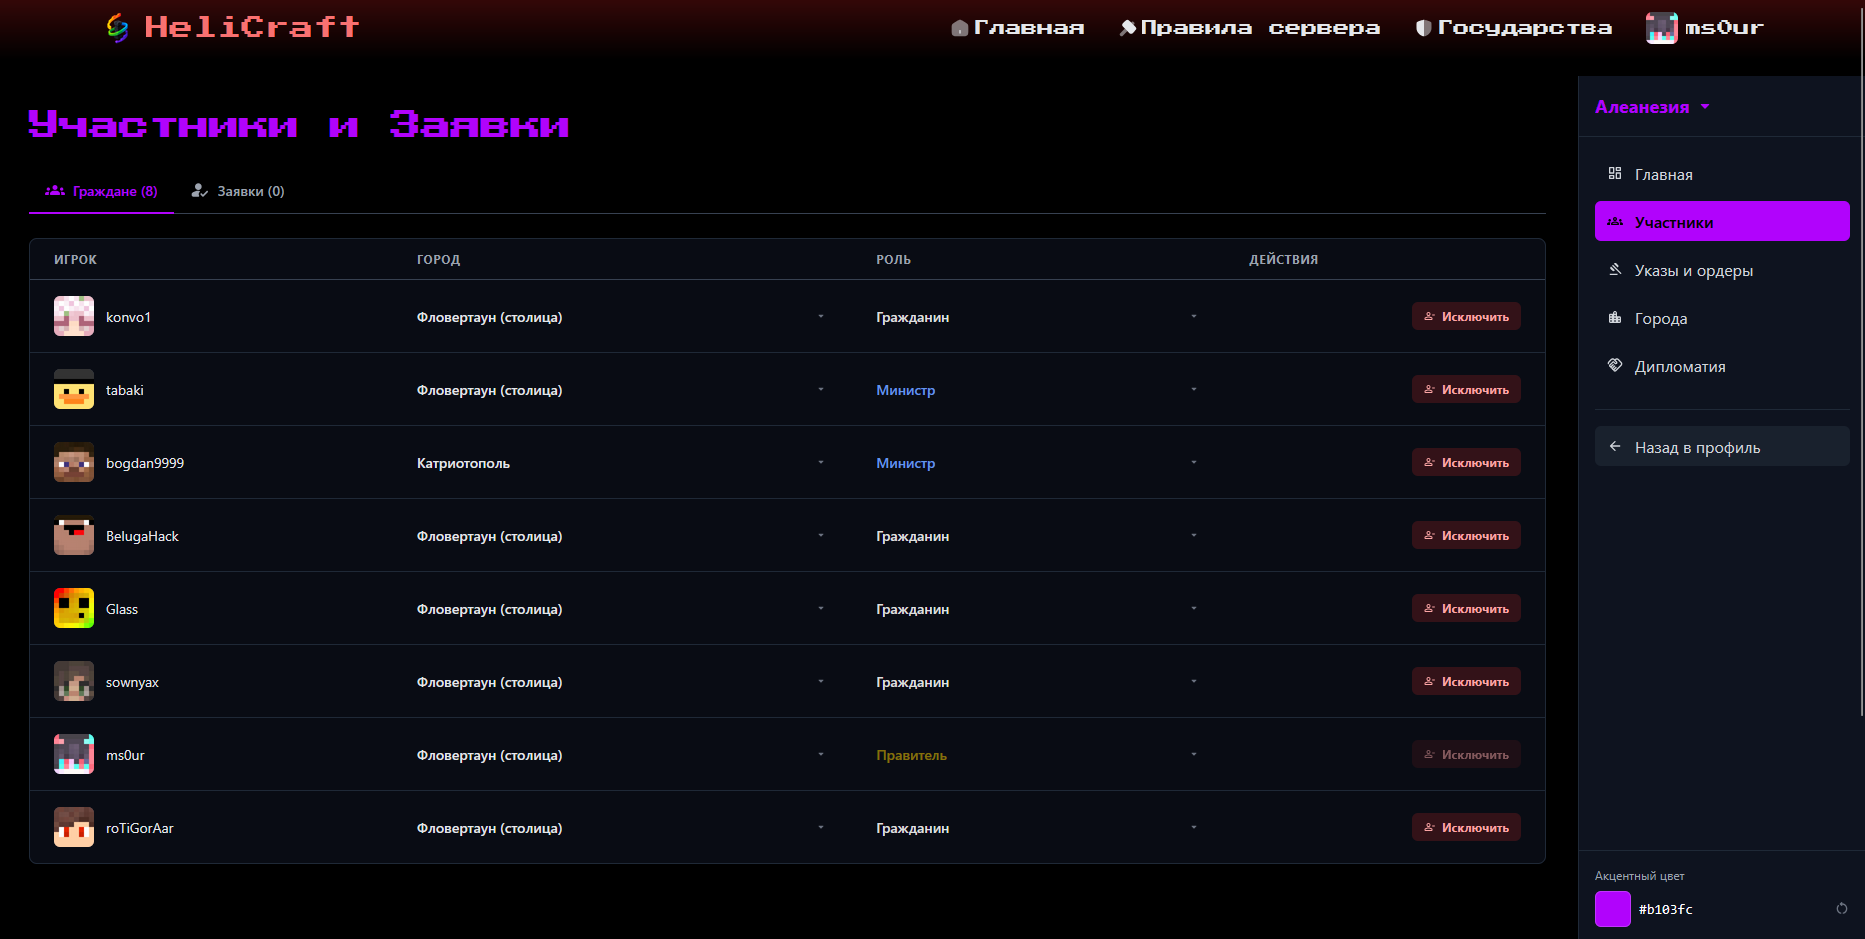 HeliCraft
Главная
Правила сервера
Государства
ms0ur
Участники и Заявки
Граждане (8)
Заявки (0)
ИГРОК ГОРОД РОЛЬ ДЕЙСТВИЯ
konvo1 Фловертаун (столица) Гражданин Исключить
tabaki Фловертаун (столица) Министр Исключить
bogdan9999 Катриотополь Министр Исключить
BelugaHack Фловертаун (столица) Гражданин Исключить
Glass Фловертаун (столица) Гражданин Исключить
sownyax Фловертаун (столица) Гражданин Исключить
ms0ur Фловертаун (столица) Правитель Исключить
roTiGorAar Фловертаун (столица) Гражданин Исключить
Алеанезия
Главная
Участники
Указы и ордеры
Города
Дипломатия
Назад в профиль
Акцентный цвет
#b103fc